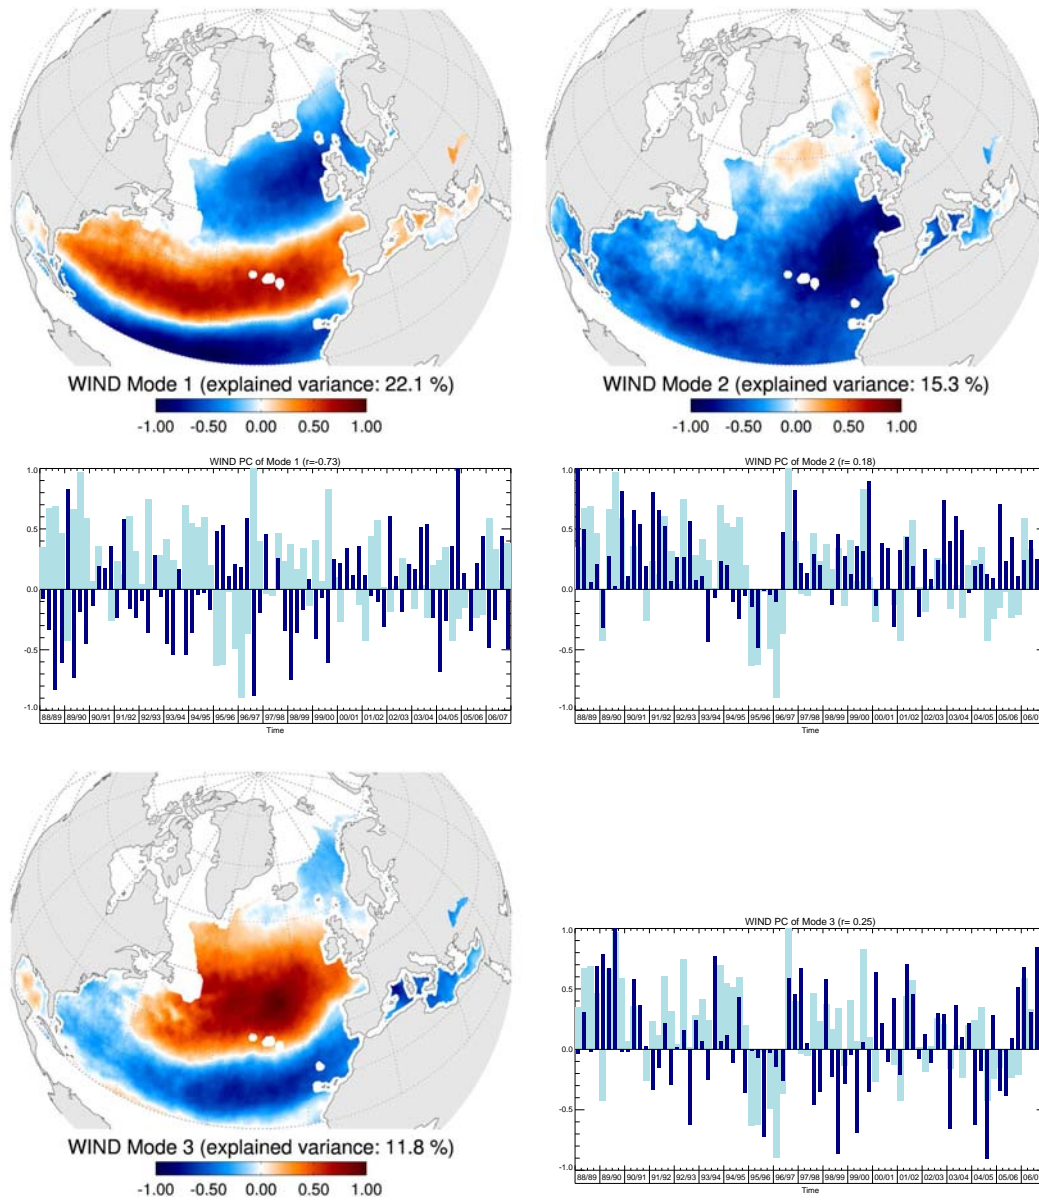 WIND Mode 1 (explained variance: 22.1 %)
-1.00 -0.50 0.00 0.50 1.00
WIND Mode 2 (explained variance: 15.3 %)
-1.00 -0.50 0.00 0.50 1.00
WIND PC of Mode 1 (r=-0.73)
1.0
0.5
0.0
-0.5
-1.0
88/89 89/90 90/91 91/92 92/93 93/94 94/95 95/96 96/97 97/98 98/99 99/00 00/01 01/02 02/03 03/04 04/05 05/06 06/07
Time
WIND PC of Mode 2 (r= 0.18)
1.0
0.5
0.0
-0.5
-1.0
88/89 89/90 90/91 91/92 92/93 93/94 94/95 95/96 96/97 97/98 98/99 99/00 00/01 01/02 02/03 03/04 04/05 05/06 06/0
Time
WIND Mode 3 (explained variance: 11.8 %)
-1.00 -0.50 0.00 0.50 1.00
WIND PC of Mode 3 (r= 0.25)
1.0
0.5
0.0
-0.5
-1.0
88/89 89/90 90/91 91/92 92/93 93/94 94/95 95/96 96/97 97/98 98/99 99/00 00/01 01/02 02/03 03/04 04/05 05/06 06/0
Time